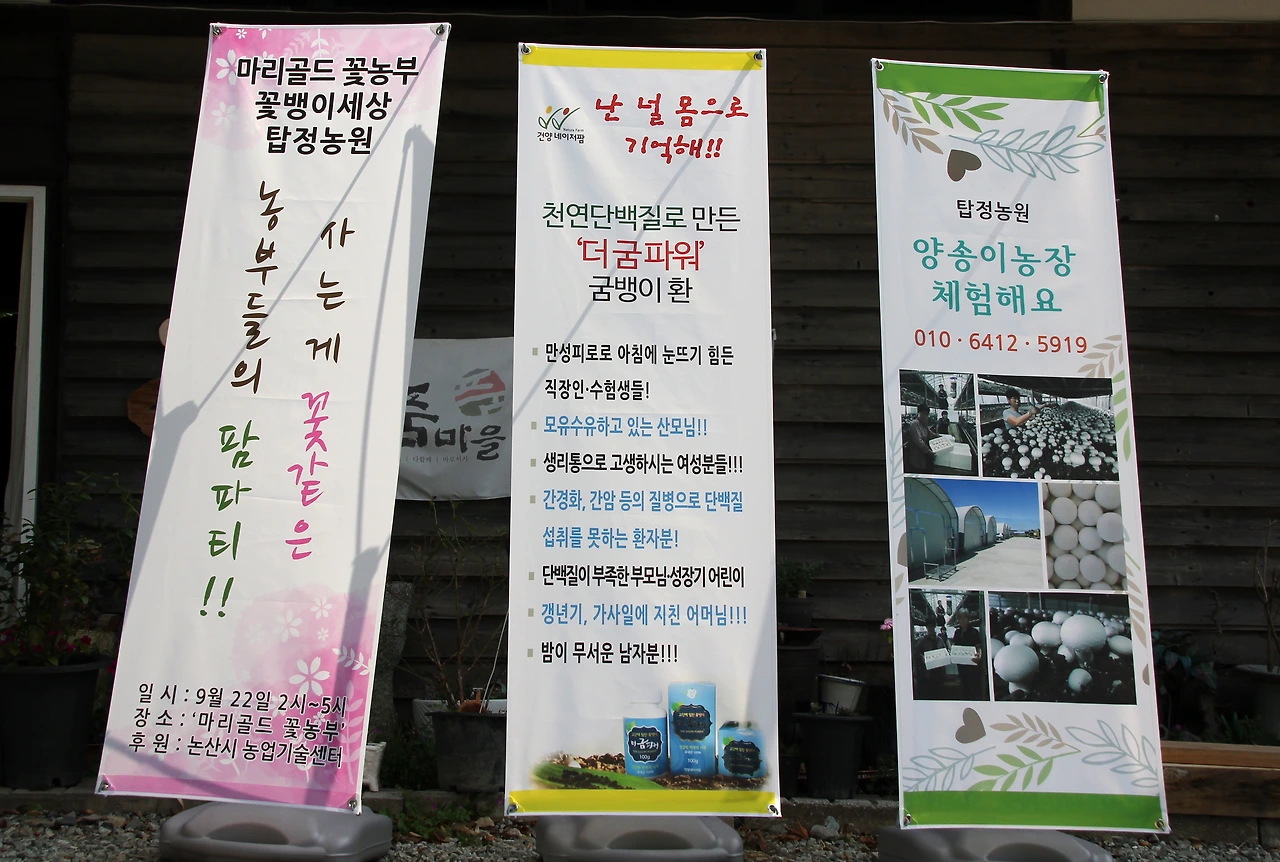 마리골드 꽃농부
꽃뱅이세상
탑정농원
사는게 꽃같은
농부들의 팜파티!!
일 시 : 9월 22일 2시~5시
장 소 : '마리골드 꽃농부'
후 원 : 논산시 농업기술센터
마을
Nature Farm
건양네이처팜
난 널 몸으로
기억해!!
천연단백질로 만든
'더굼파워'
굼뱅이 환
만성피로로 아침에 눈뜨기 힘든
직장인·수험생들!
모유수유하고 있는 산모님!!
생리통으로 고생하시는 여성분들!!!
간경화, 간암 등의 질병으로 단백질
섭취를 못하는 환자분!
단백질이 부족한 부모님·성장기 어린이
갱년기, 가사일에 지친 어머님!!!
밤이 무서운 남자분!!!
100g
탑정농원
양송이농장
체험해요
010·6412·5919